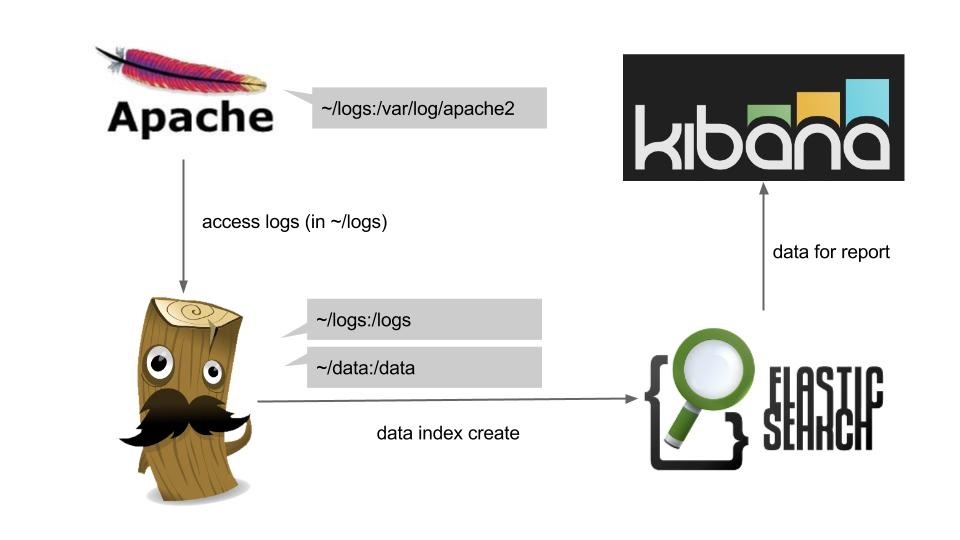 Apache
~/logs:/var/log/apache2
kibana
access logs (in ~/logs)
data for report
~/logs:/logs
~/data:/data
data index create
ELASTIC
SEARCH